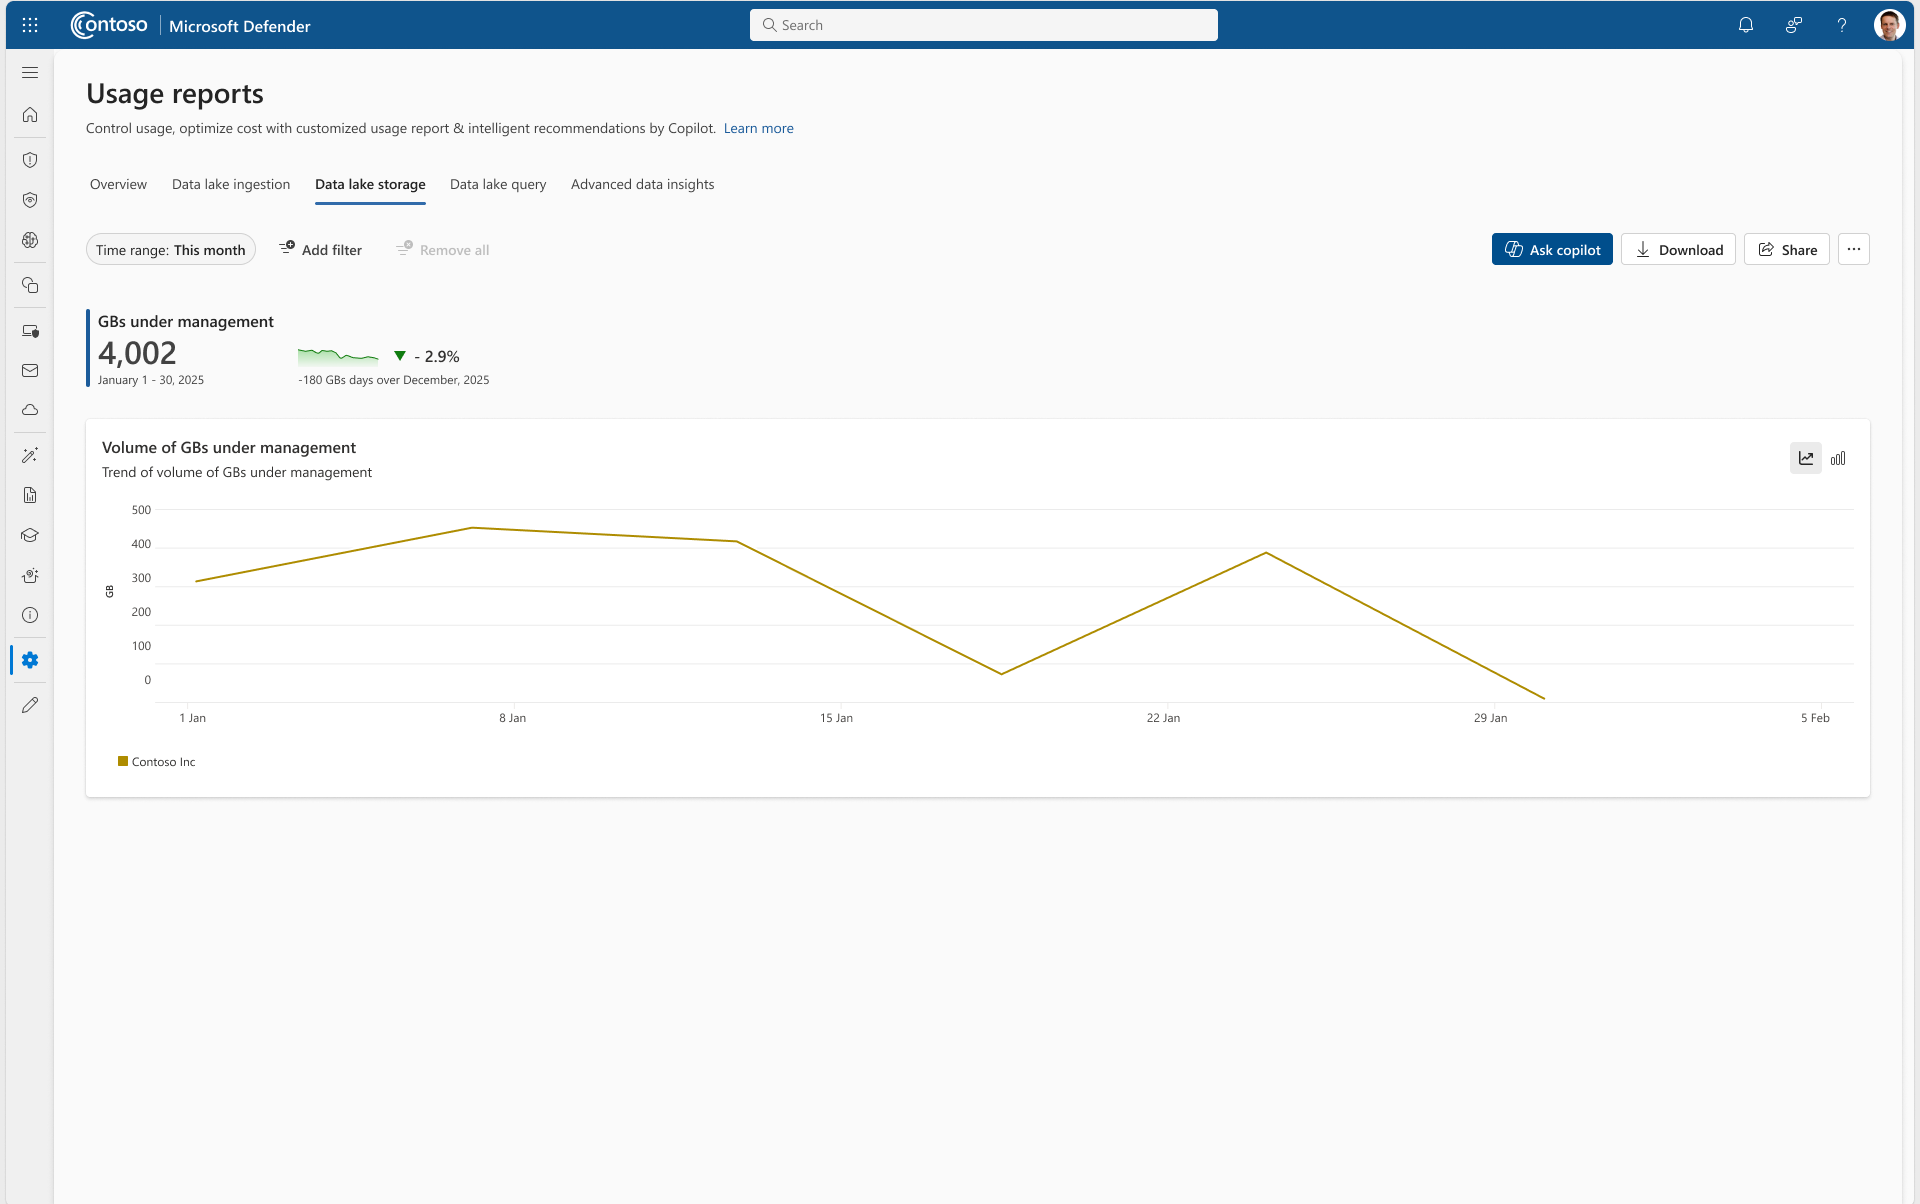 Contoso
Microsoft Defender
Search
Usage reports
Control usage, optimize cost with customized usage report & intelligent recommendations by Copilot. Learn more
Overview
Data lake ingestion
Data lake storage
Data lake query
Advanced data insights
Time range: This month
Add filter
Remove all
Ask copilot
Download
Share
GBs under management
4,002
- 2.9%
January 1 - 30, 2025
-180 GBs days over December, 2025
Volume of GBs under management
Trend of volume of GBs under management
500
400
300
GB
200
100
0
1 Jan
8 Jan
15 Jan
22 Jan
29 Jan
5 Feb
Contoso Inc